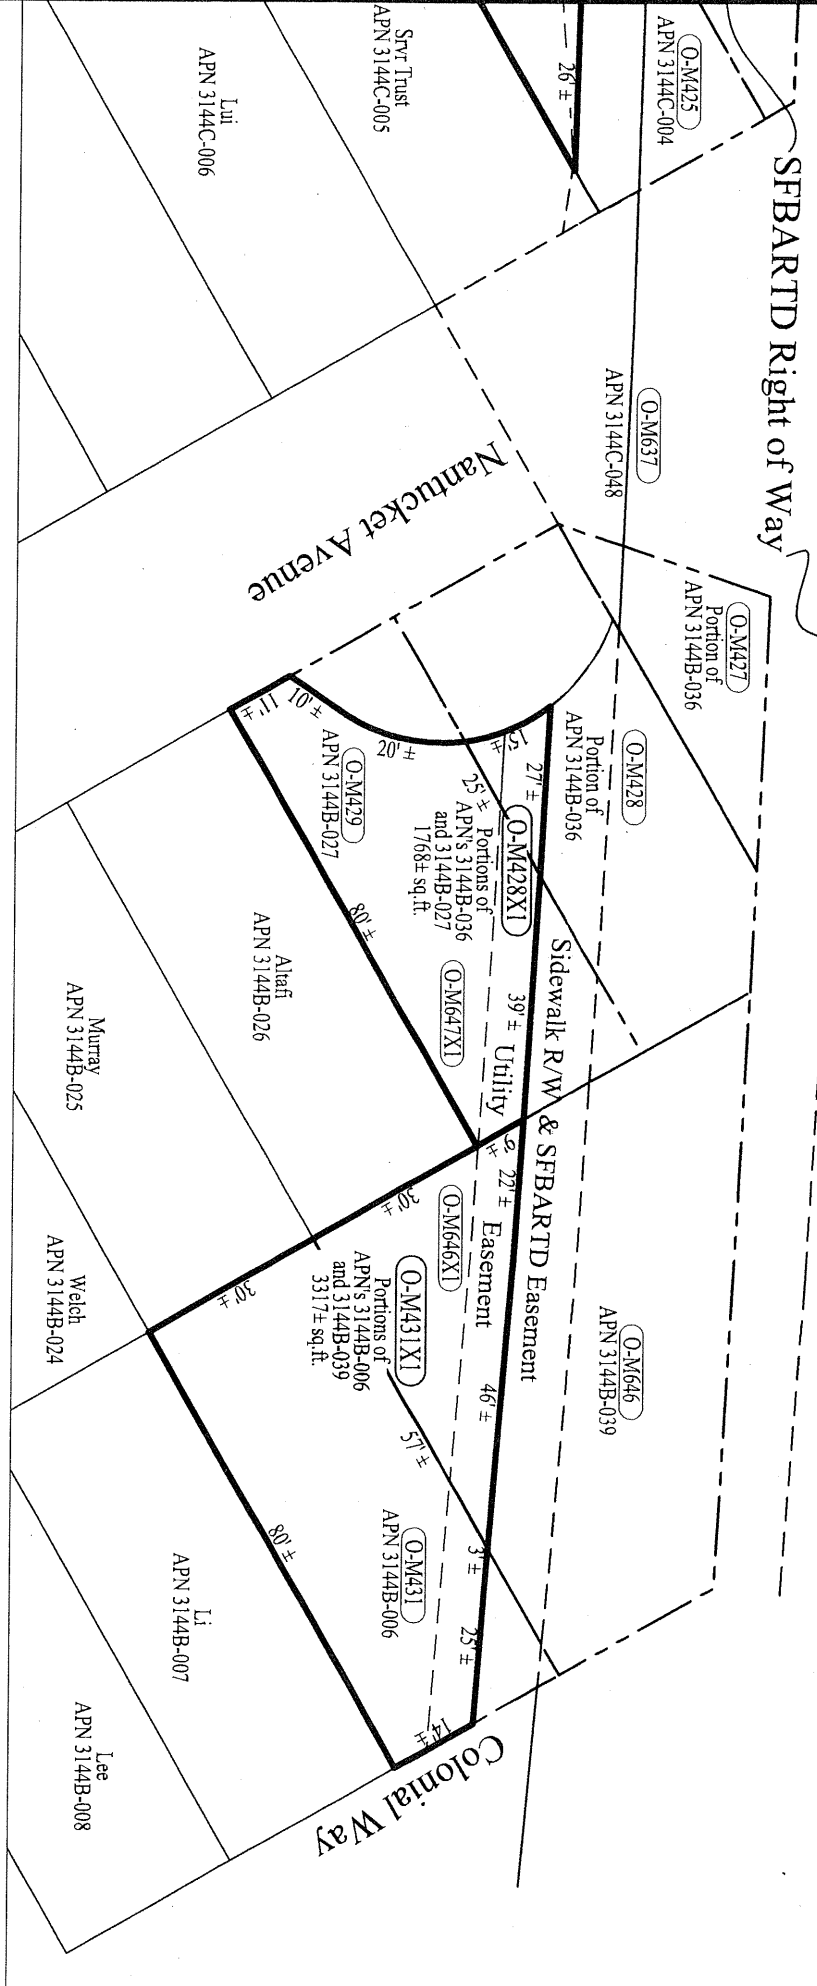 SFBARTD Right of Way
O-M425
APN 3144C-004
26' ±
Srvr Trust
APN 3144C-005
Lui
APN 3144C-006
O-M637
APN 3144C-048
Nantucket Avenue
O-M427
Portion of
APN 3144B-036
O-M428
Portion of
APN 3144B-036
15'±
27' ±
11'±
10'±
20' ±
25' ±
O-M429
APN 3144B-027
O-M428X1
Portions of
APN's 3144B-036
and 3144B-027
1768± sq.ft.
80' ±
O-M647X1
39' ±
Utility
Easement
Sidewalk R/W & SFBARTD Easement
Altafi
APN 3144B-026
Murray
APN 3144B-025
Welch
APN 3144B-024
9' ±
22' ±
30' ±
30' ±
O-M646X1
O-M431X1
Portions of
APN's 3144B-006
and 3144B-039
3317± sq.ft.
O-M646
APN 3144B-039
46' ±
57' ±
3' ±
25' ±
O-M431
APN 3144B-006
80' ±
14'±
Colonial Way
Li
APN 3144B-007
Lee
APN 3144B-008